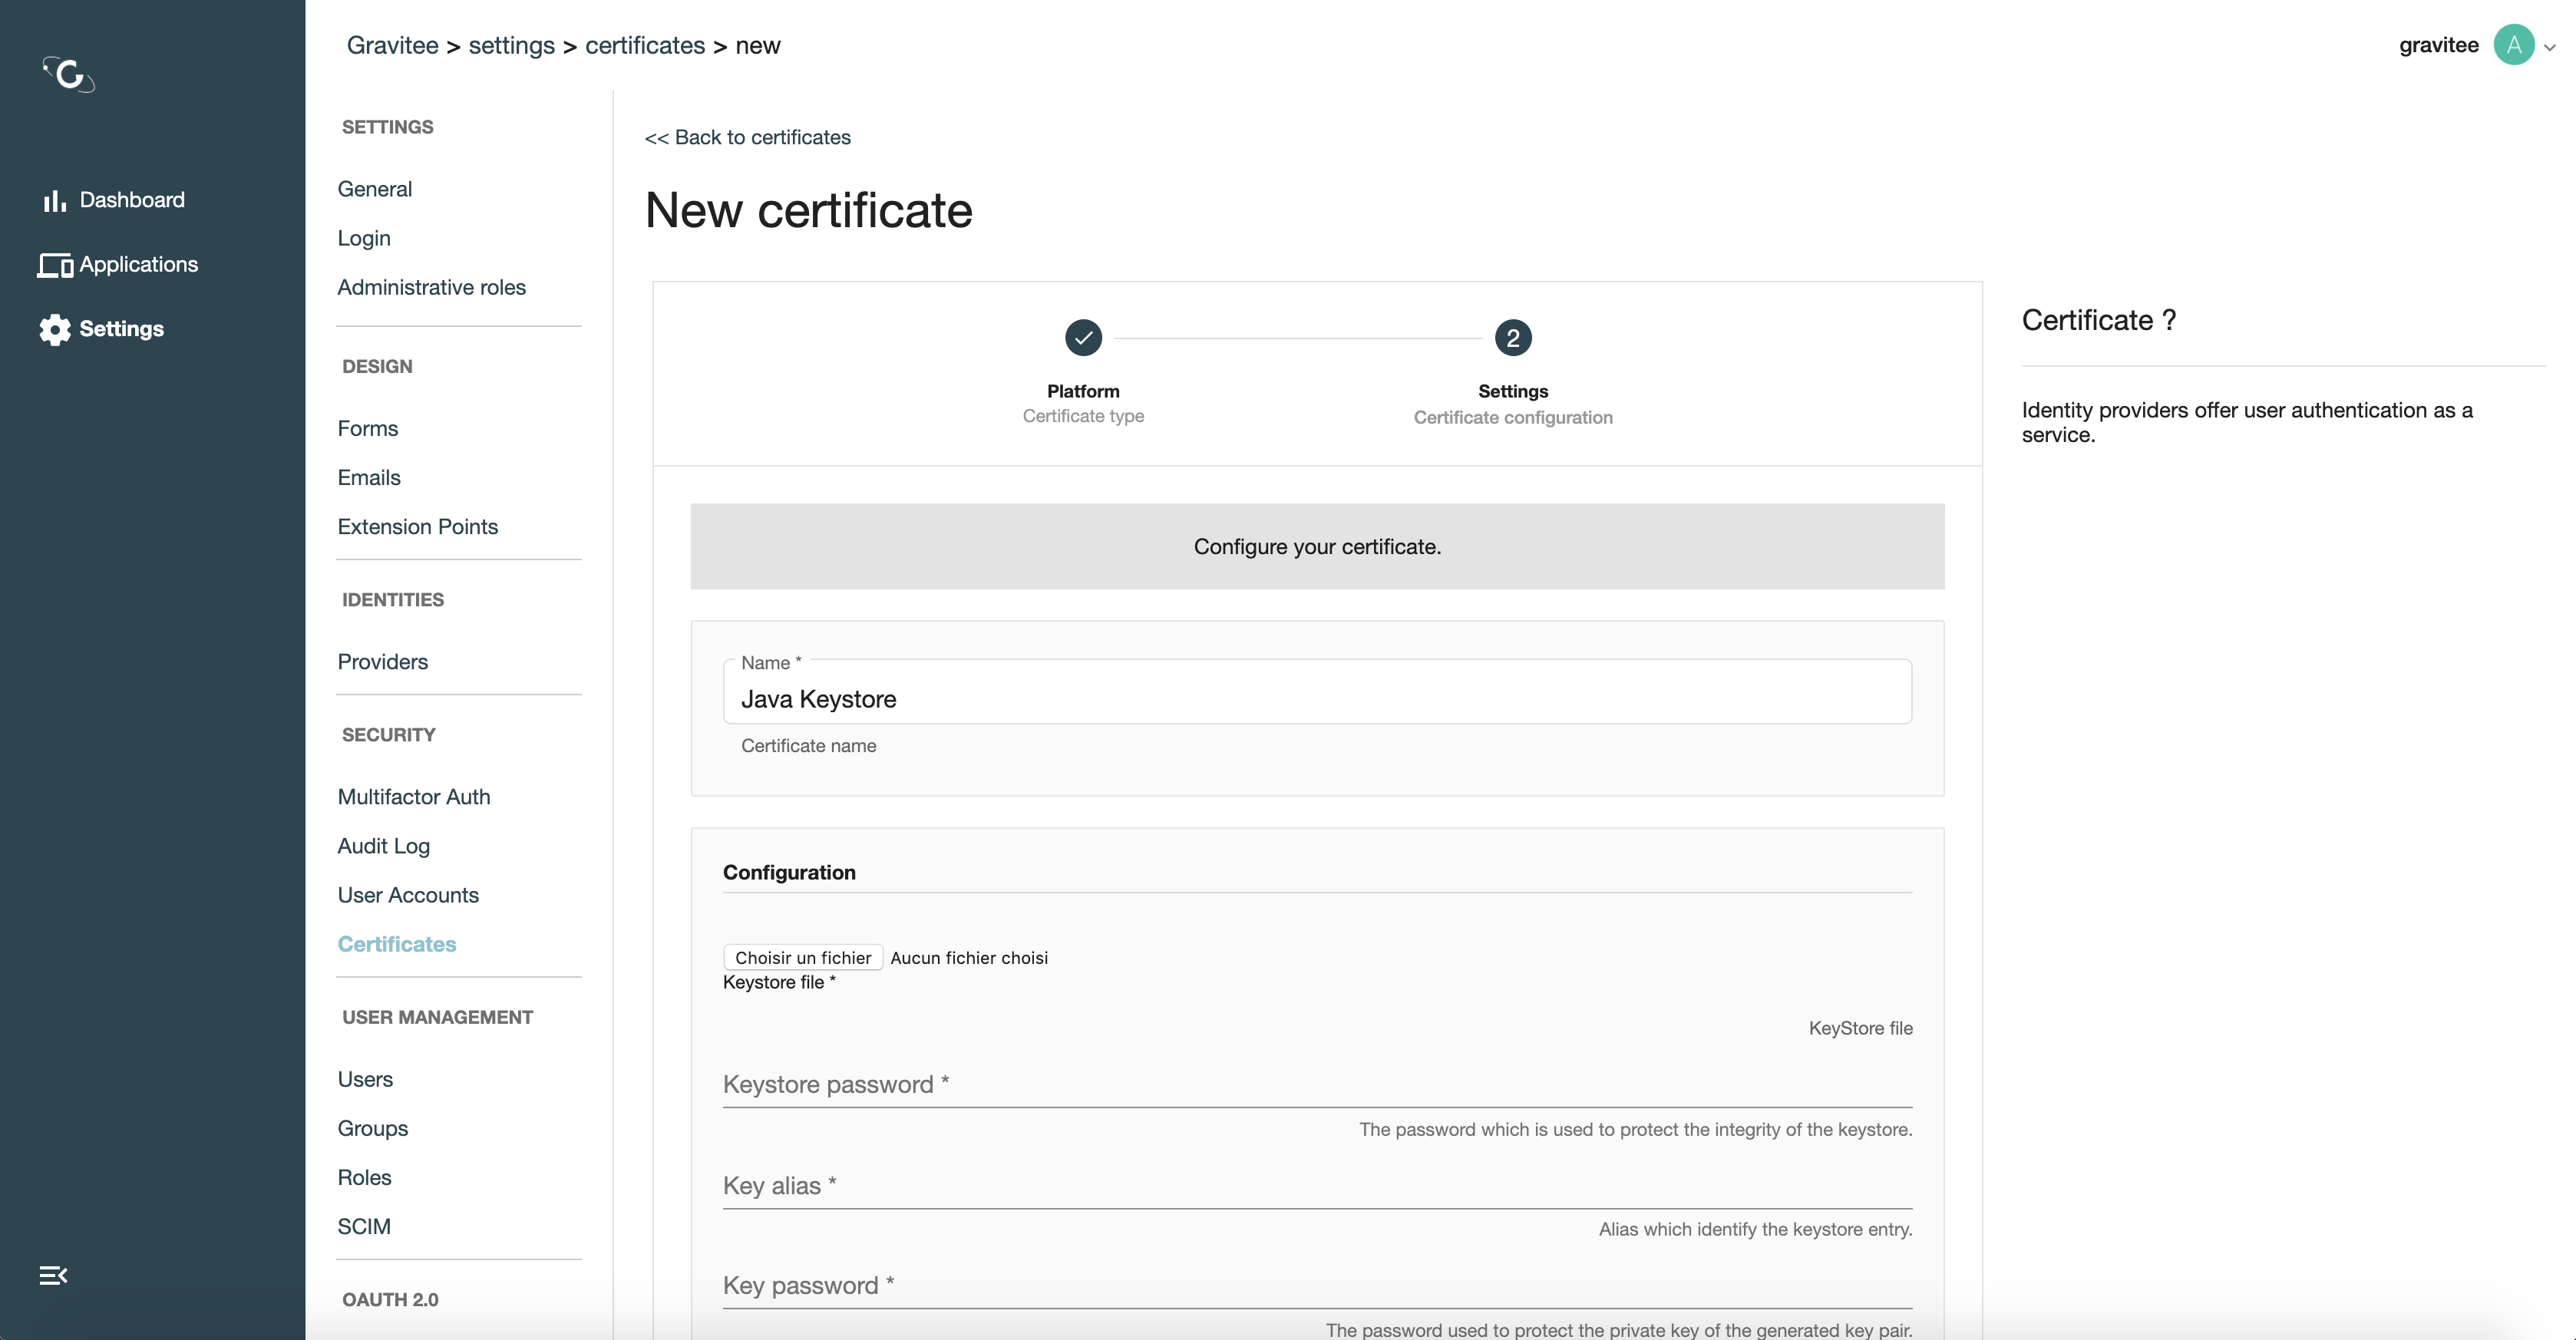 Gravitee > settings > certificates > new
gravitee A
Dashboard
Applications
Settings
SETTINGS
General
Login
Administrative roles
DESIGN
Forms
Emails
Extension Points
IDENTITIES
Providers
SECURITY
Multifactor Auth
Audit Log
User Accounts
Certificates
USER MANAGEMENT
Users
Groups
Roles
SCIM
OAUTH 2.0
<< Back to certificates
New certificate
2
Platform
Certificate type
Settings
Certificate configuration
Configure your certificate.
Name *
Java Keystore
Certificate name
Configuration
Choisir un fichier Aucun fichier choisi
Keystore file *
KeyStore file
Keystore password *
The password which is used to protect the integrity of the keystore.
Key alias *
Alias which identify the keystore entry.
Key password *
The password used to protect the private key of the generated key pair.
Certificate ?
Identity providers offer user authentication as a
service.